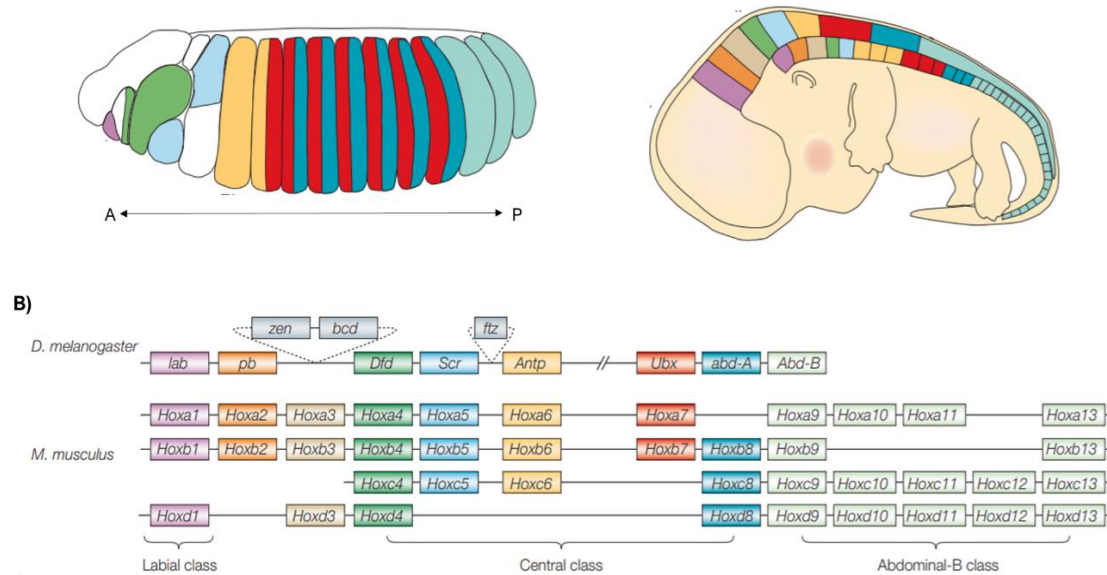 A P
B)
zen bcd ftz
D. melanogaster
lab pb Dfd Scr Antp // Ubx abd-A Abd-B
Hoxa1 Hoxa2 Hoxa3 Hoxa4 Hoxa5 Hoxa6 Hoxa7 Hoxa9 Hoxa10 Hoxa11 Hoxa13
M. musculus
Hoxb1 Hoxb2 Hoxb3 Hoxb4 Hoxb5 Hoxb6 Hoxb7 Hoxb8 Hoxb9 Hoxb13
Hoxc4 Hoxc5 Hoxc6 Hoxc8 Hoxc9 Hoxc10 Hoxc11 Hoxc12 Hoxc13
Hoxd1 Hoxd3 Hoxd4 Hoxd8 Hoxd9 Hoxd10 Hoxd11 Hoxd12 Hoxd13
Labial class Central class Abdominal-B class